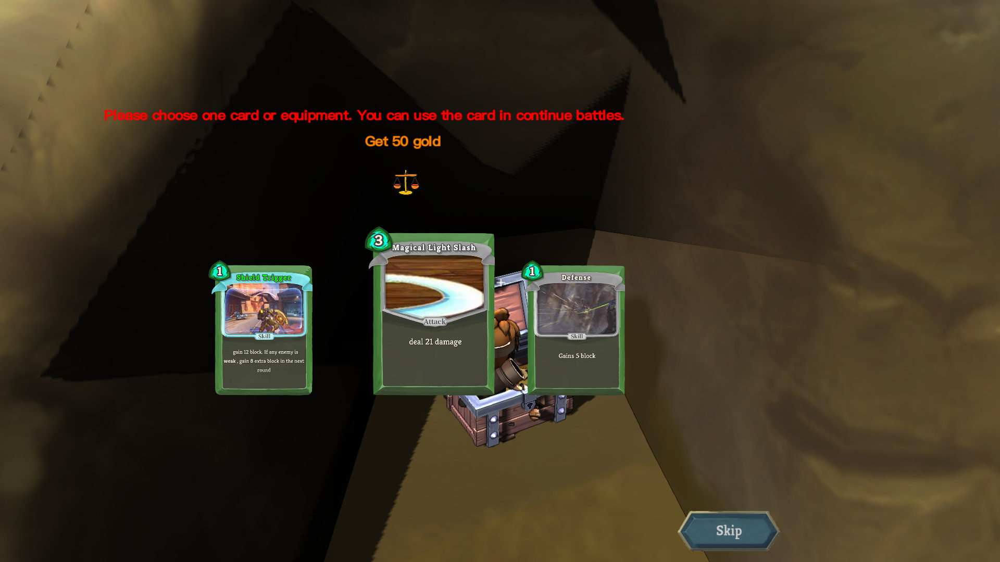 Please choose one card or equipment. You can use the card in continue battles.
Get 50 gold
1
Shield Trigger
Skill
gain 12 block. If any enemy is
weak , gain 8 extra block in the next
round
3
Magical Light Slash
Attack
deal 21 damage
1
Defense
Skill
Gains 5 block
Skip